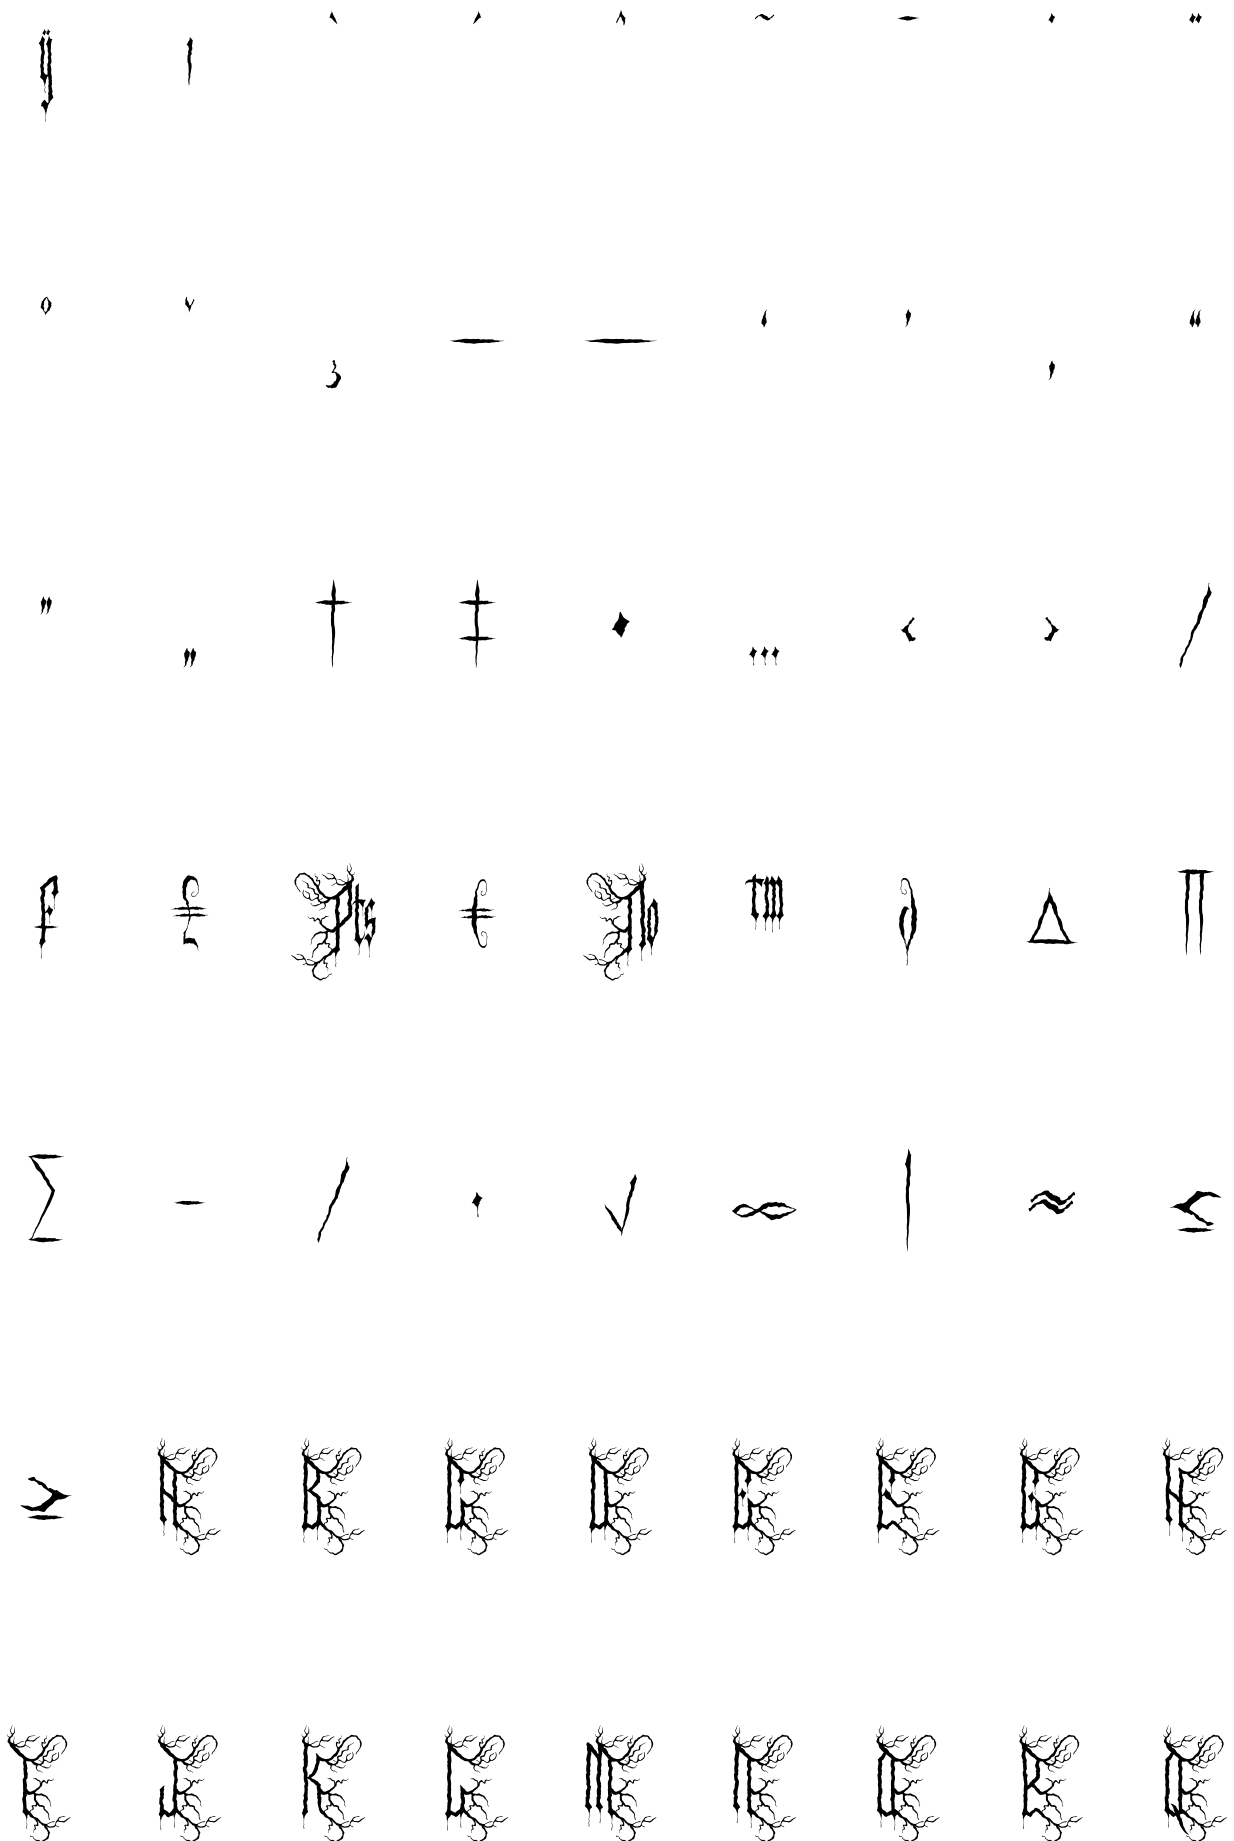 ÿ ı ` ´ ^ ~ ¯ ˙ ¨
° ˇ – — ‘ ’ ‚ “
” „ † ‡ • … ‹ › ⁄
ƒ ₤ Pts € No ™ ∂ ∆ ∏
∑ − ∕ ∙ √ ∞ | ≈ ≤
≥ A B C D E G H
I J K L M N O Q